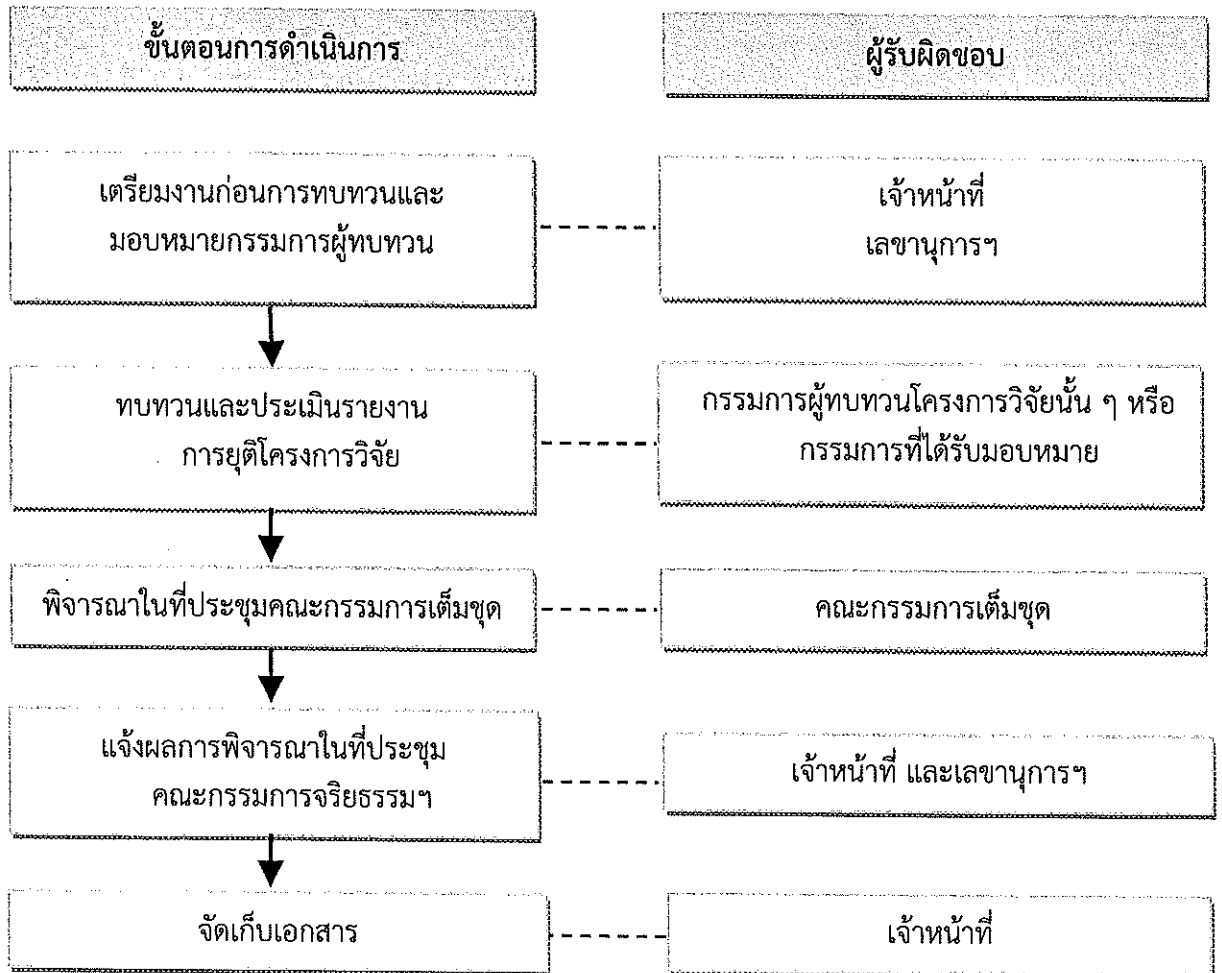 ขั้นตอนการดำเนินการ
ผู้รับผิดชอบ
เตรียมงานก่อนการทบทวนและ
มอบหมายกรรมการผู้ทบทวน
เจ้าหน้าที่
เลขานุการฯ
ทบทวนและประเมินรายงาน
การยุติโครงการวิจัย
กรรมการผู้ทบทวนโครงการวิจัยนั้น ๆ หรือ
กรรมการที่ได้รับมอบหมาย
พิจารณาในที่ประชุมคณะกรรมการเต็มชุด
คณะกรรมการเต็มชุด
แจ้งผลการพิจารณาในที่ประชุม
คณะกรรมการจริยธรรมฯ
เจ้าหน้าที่ และเลขานุการฯ
จัดเก็บเอกสาร
เจ้าหน้าที่